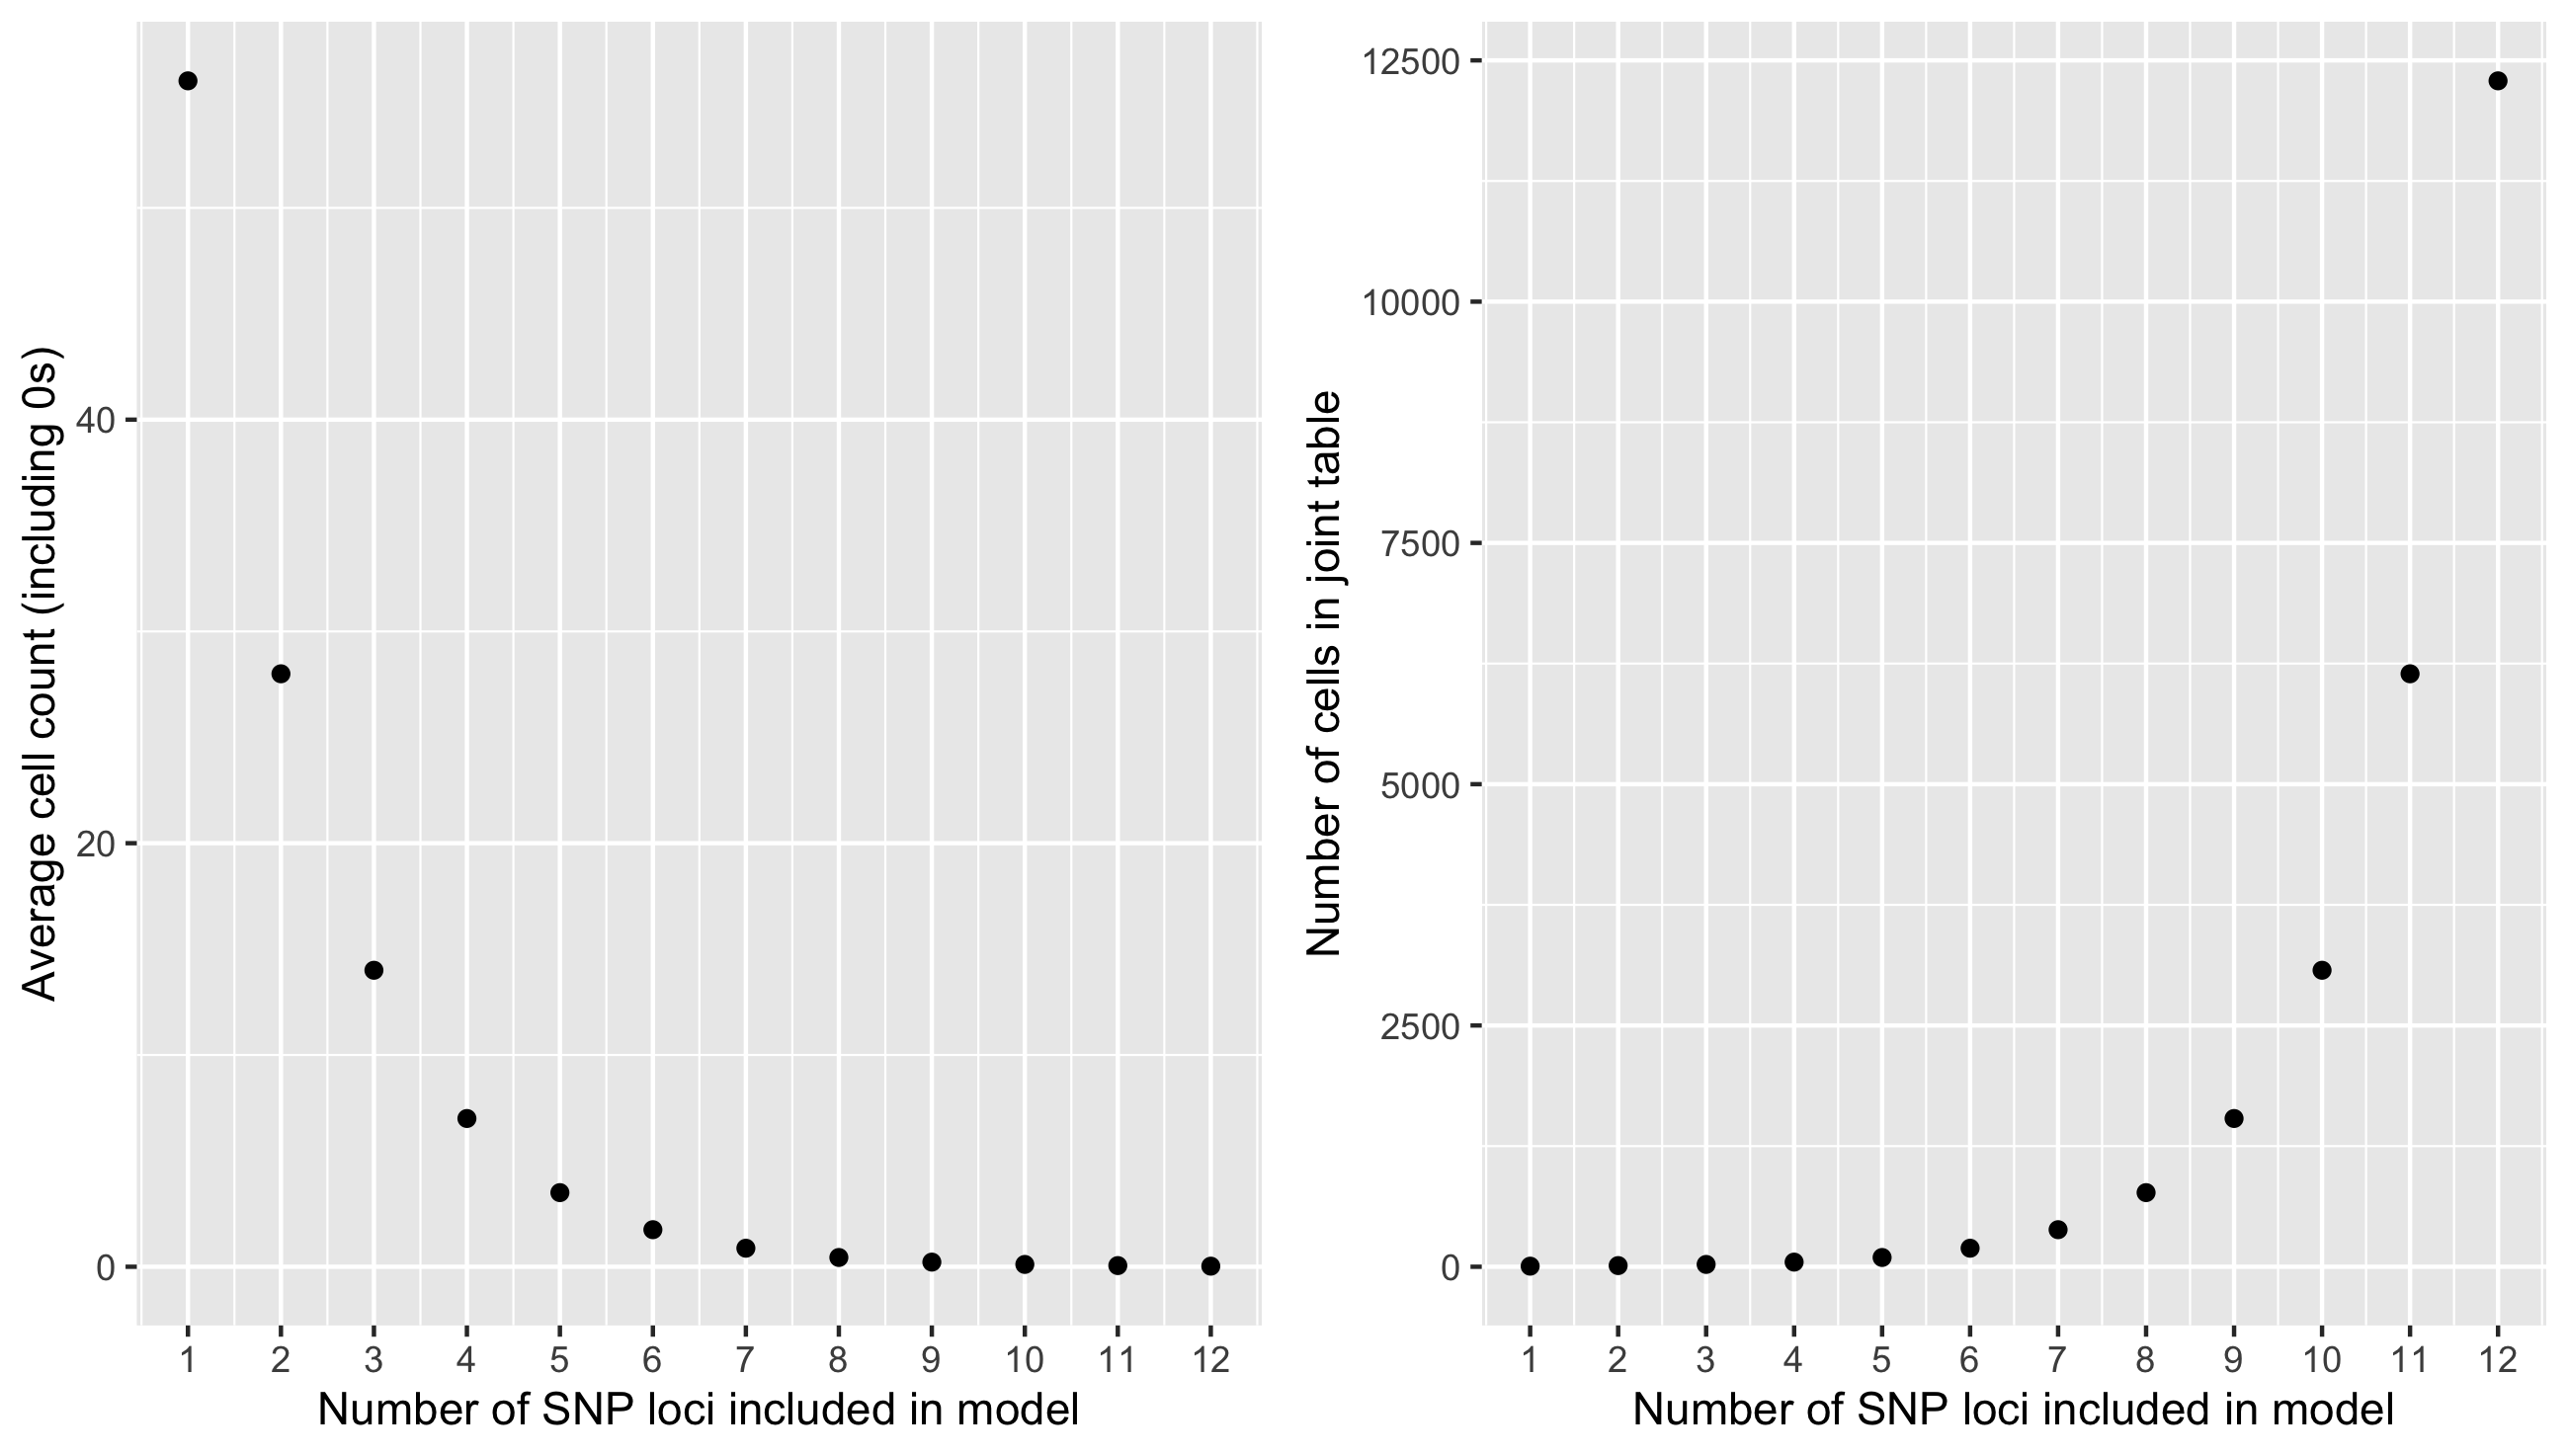 Average cell count (including 0s)
40
20
0
1 2 3 4 5 6 7 8 9 10 11 12
Number of SNP loci included in model
Number of cells in joint table
12500
10000
7500
5000
2500
0
1 2 3 4 5 6 7 8 9 10 11 12
Number of SNP loci included in model